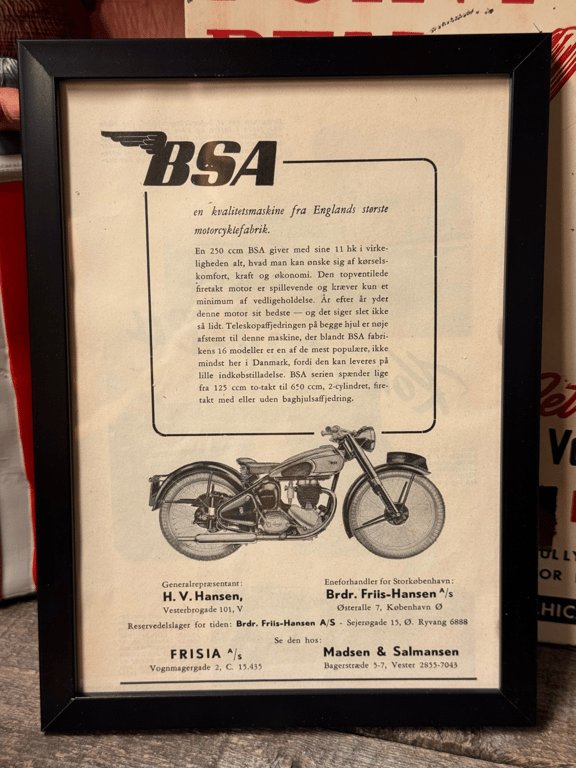 BSA
en kvalitetsmaskine fra Englands største
motorcyklefabrik.
En 250 ccm BSA giver med sine 11 hk i virke-
ligheden alt, hvad man kan ønske sig af kørsels-
komfort, kraft og økonomi. Den topventilede
firetakt motor er spillevende og kræver kun et
minimum af vedligeholdelse. År efter år yder
denne motor sit bedste — og det siger slet ikke
så lidt. Teleskopaffjedringen på begge hjul er nøje
afstemt til denne maskine, der blandt BSA fabri-
kens 16 modeller er en af de mest populære, ikke
mindst her i Danmark, fordi den kan leveres på
lille indkøbstilladelse. BSA serien spænder lige
fra 125 ccm to-takt til 650 ccm, 2-cylindret, fire-
takt med eller uden baghjulsaffjedring.
Generalrepræsentant:
H. V. Hansen,
Vesterbrogade 101, V
Eneforhandler for Storkøbenhavn:
Brdr. Friis-Hansen A/s
Østeralle 7, København Ø
Reservedelslager for tiden: Brdr. Friis-Hansen A/S - Sejerøgade 15, Ø. Ryvang 6888
Se den hos:
FRISIA A/s
Vognmagergade 2, C. 15.435
Madsen & Salmansen
Bagerstræde 5-7, Vester 2855-7043